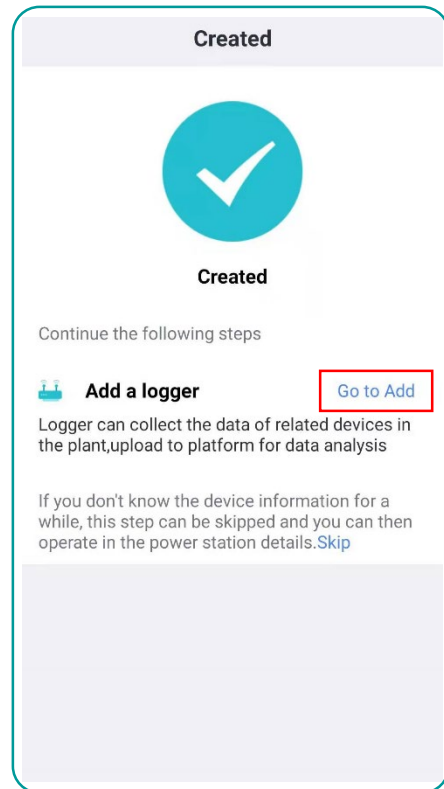 Created
Created
Continue the following steps
Add a logger
Go to Add
Logger can collect the data of related devices in
the plant,upload to platform for data analysis
If you don't know the device information for a
while, this step can be skipped and you can then
operate in the power station details.Skip